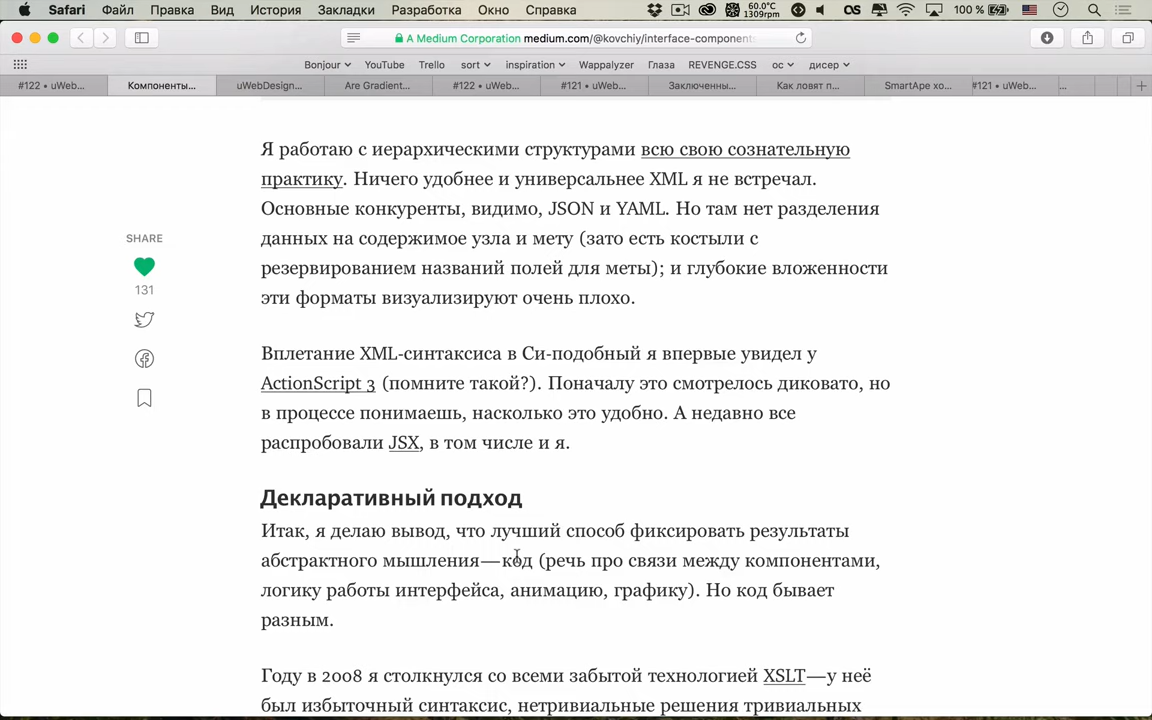 Safari Файл Правка Вид История Закладки Разработка Окно Справка 60.0°C 1309rpm 100 %
A Medium Corporation medium.com/@kovchiy/interface-component
Bonjour YouTube Trello sort inspiration Wappalyzer Глаза REVENGE.CSS ос дисер
#122 • uWeb... Компоненты... uWebDesign... Are Gradient... #122 • uWeb... #121 • uWeb... Заключенны... Как ловят п... SmartApe хо... #121 • uWeb... ...
Я работаю с иерархическими структурами всю свою сознательную
практику. Ничего удобнее и универсальнее XML я не встречал.
Основные конкуренты, видимо, JSON и YAML. Но там нет разделения
данных на содержимое узла и мету (зато есть костыли с
резервированием названий полей для меты); и глубокие вложенности
эти форматы визуализируют очень плохо.
SHARE
131
Вплетание XML-синтаксиса в Си-подобный я впервые увидел у
ActionScript 3 (помните такой?). Поначалу это смотрелось диковато, но
в процессе понимаешь, насколько это удобно. А недавно все
распробовали JSX, в том числе и я.
Декларативный подход
Итак, я делаю вывод, что лучший способ фиксировать результаты
абстрактного мышления — код (речь про связи между компонентами,
логику работы интерфейса, анимацию, графику). Но код бывает
разным.
Году в 2008 я столкнулся со всеми забытой технологией XSLT — у неё
был избыточный синтаксис, нетривиальные решения тривиальных